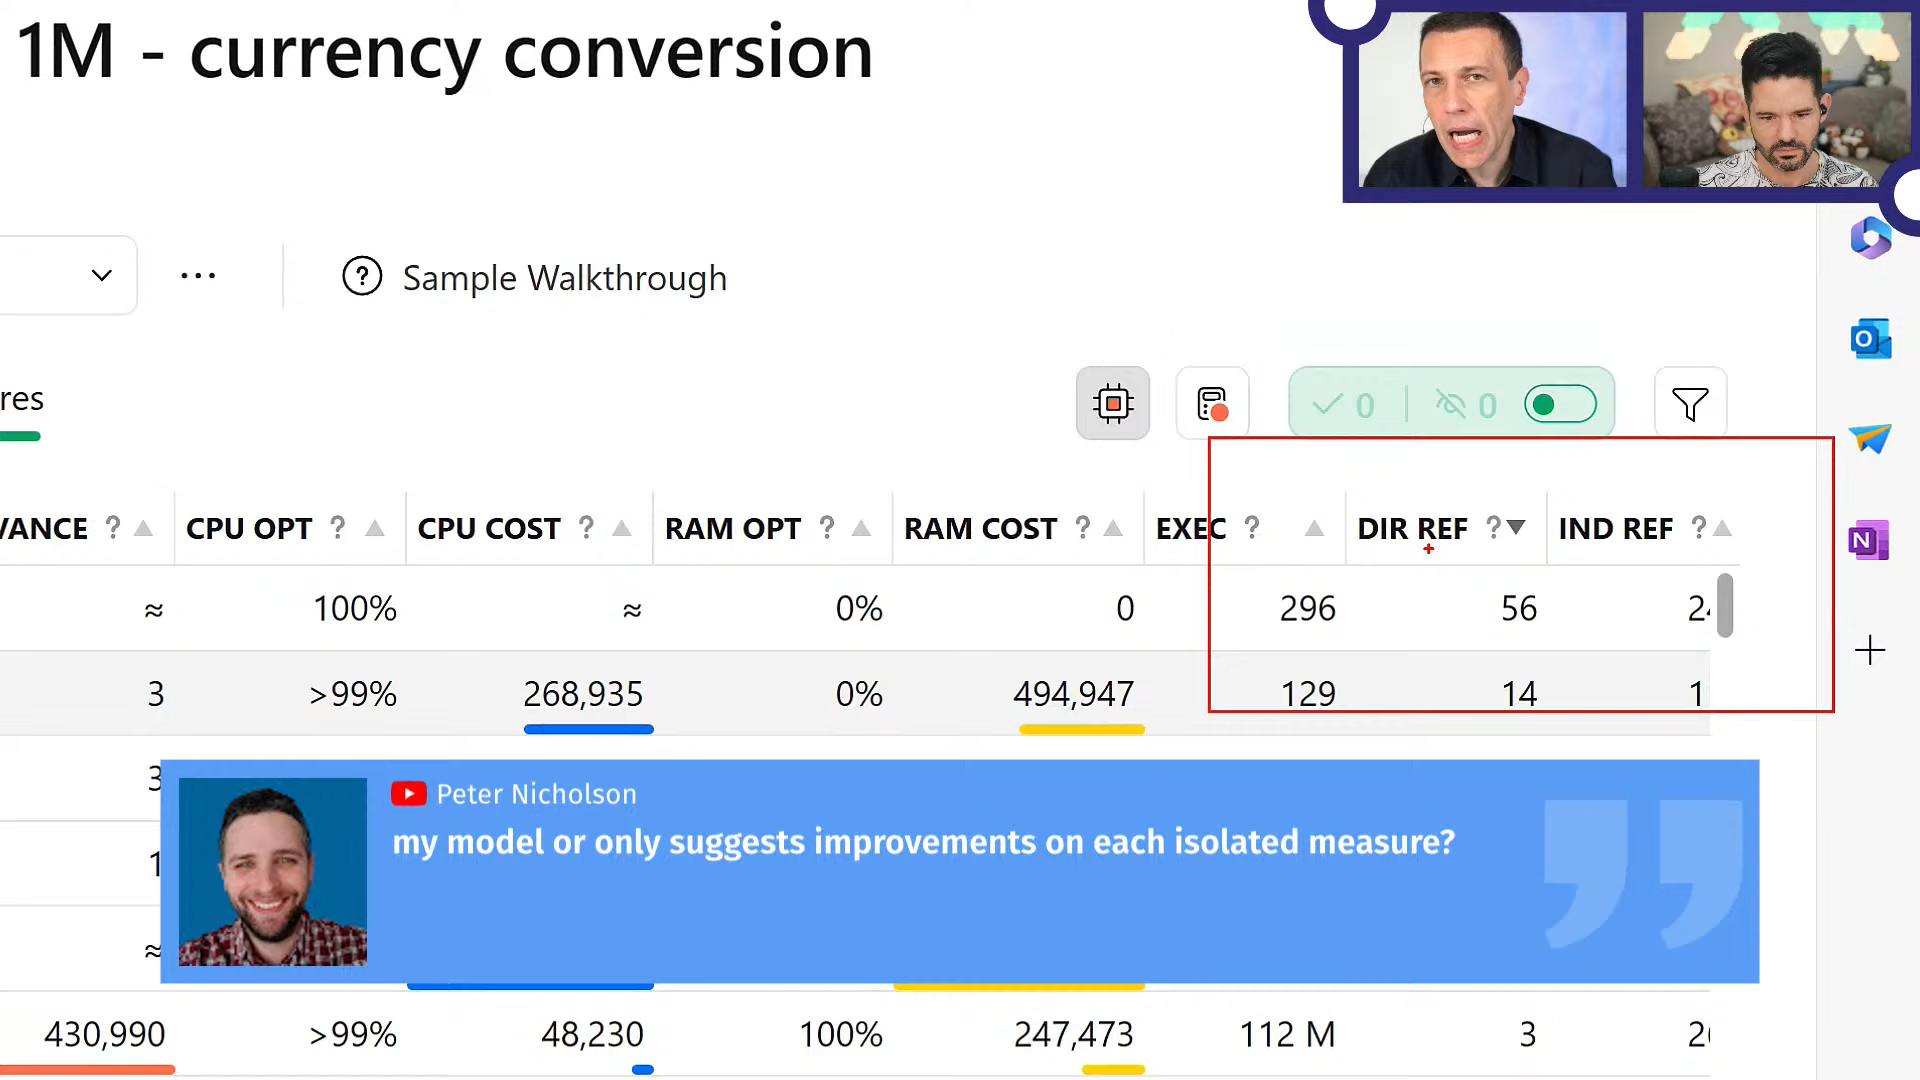 1M - currency conversion
Sample Walkthrough
res
0 0
VANCE ? CPU OPT ? CPU COST ? RAM OPT ? RAM COST ? EXEC ? DIR REF ? IND REF ?
≈ 100% ≈ 0% 0 296 56
3 >99% 268,935 0% 494,947 129 14 1
3
Peter Nicholson
my model or only suggests improvements on each isolated measure?
1
≈
430,990 >99% 48,230 100% 247,473 112 M 3